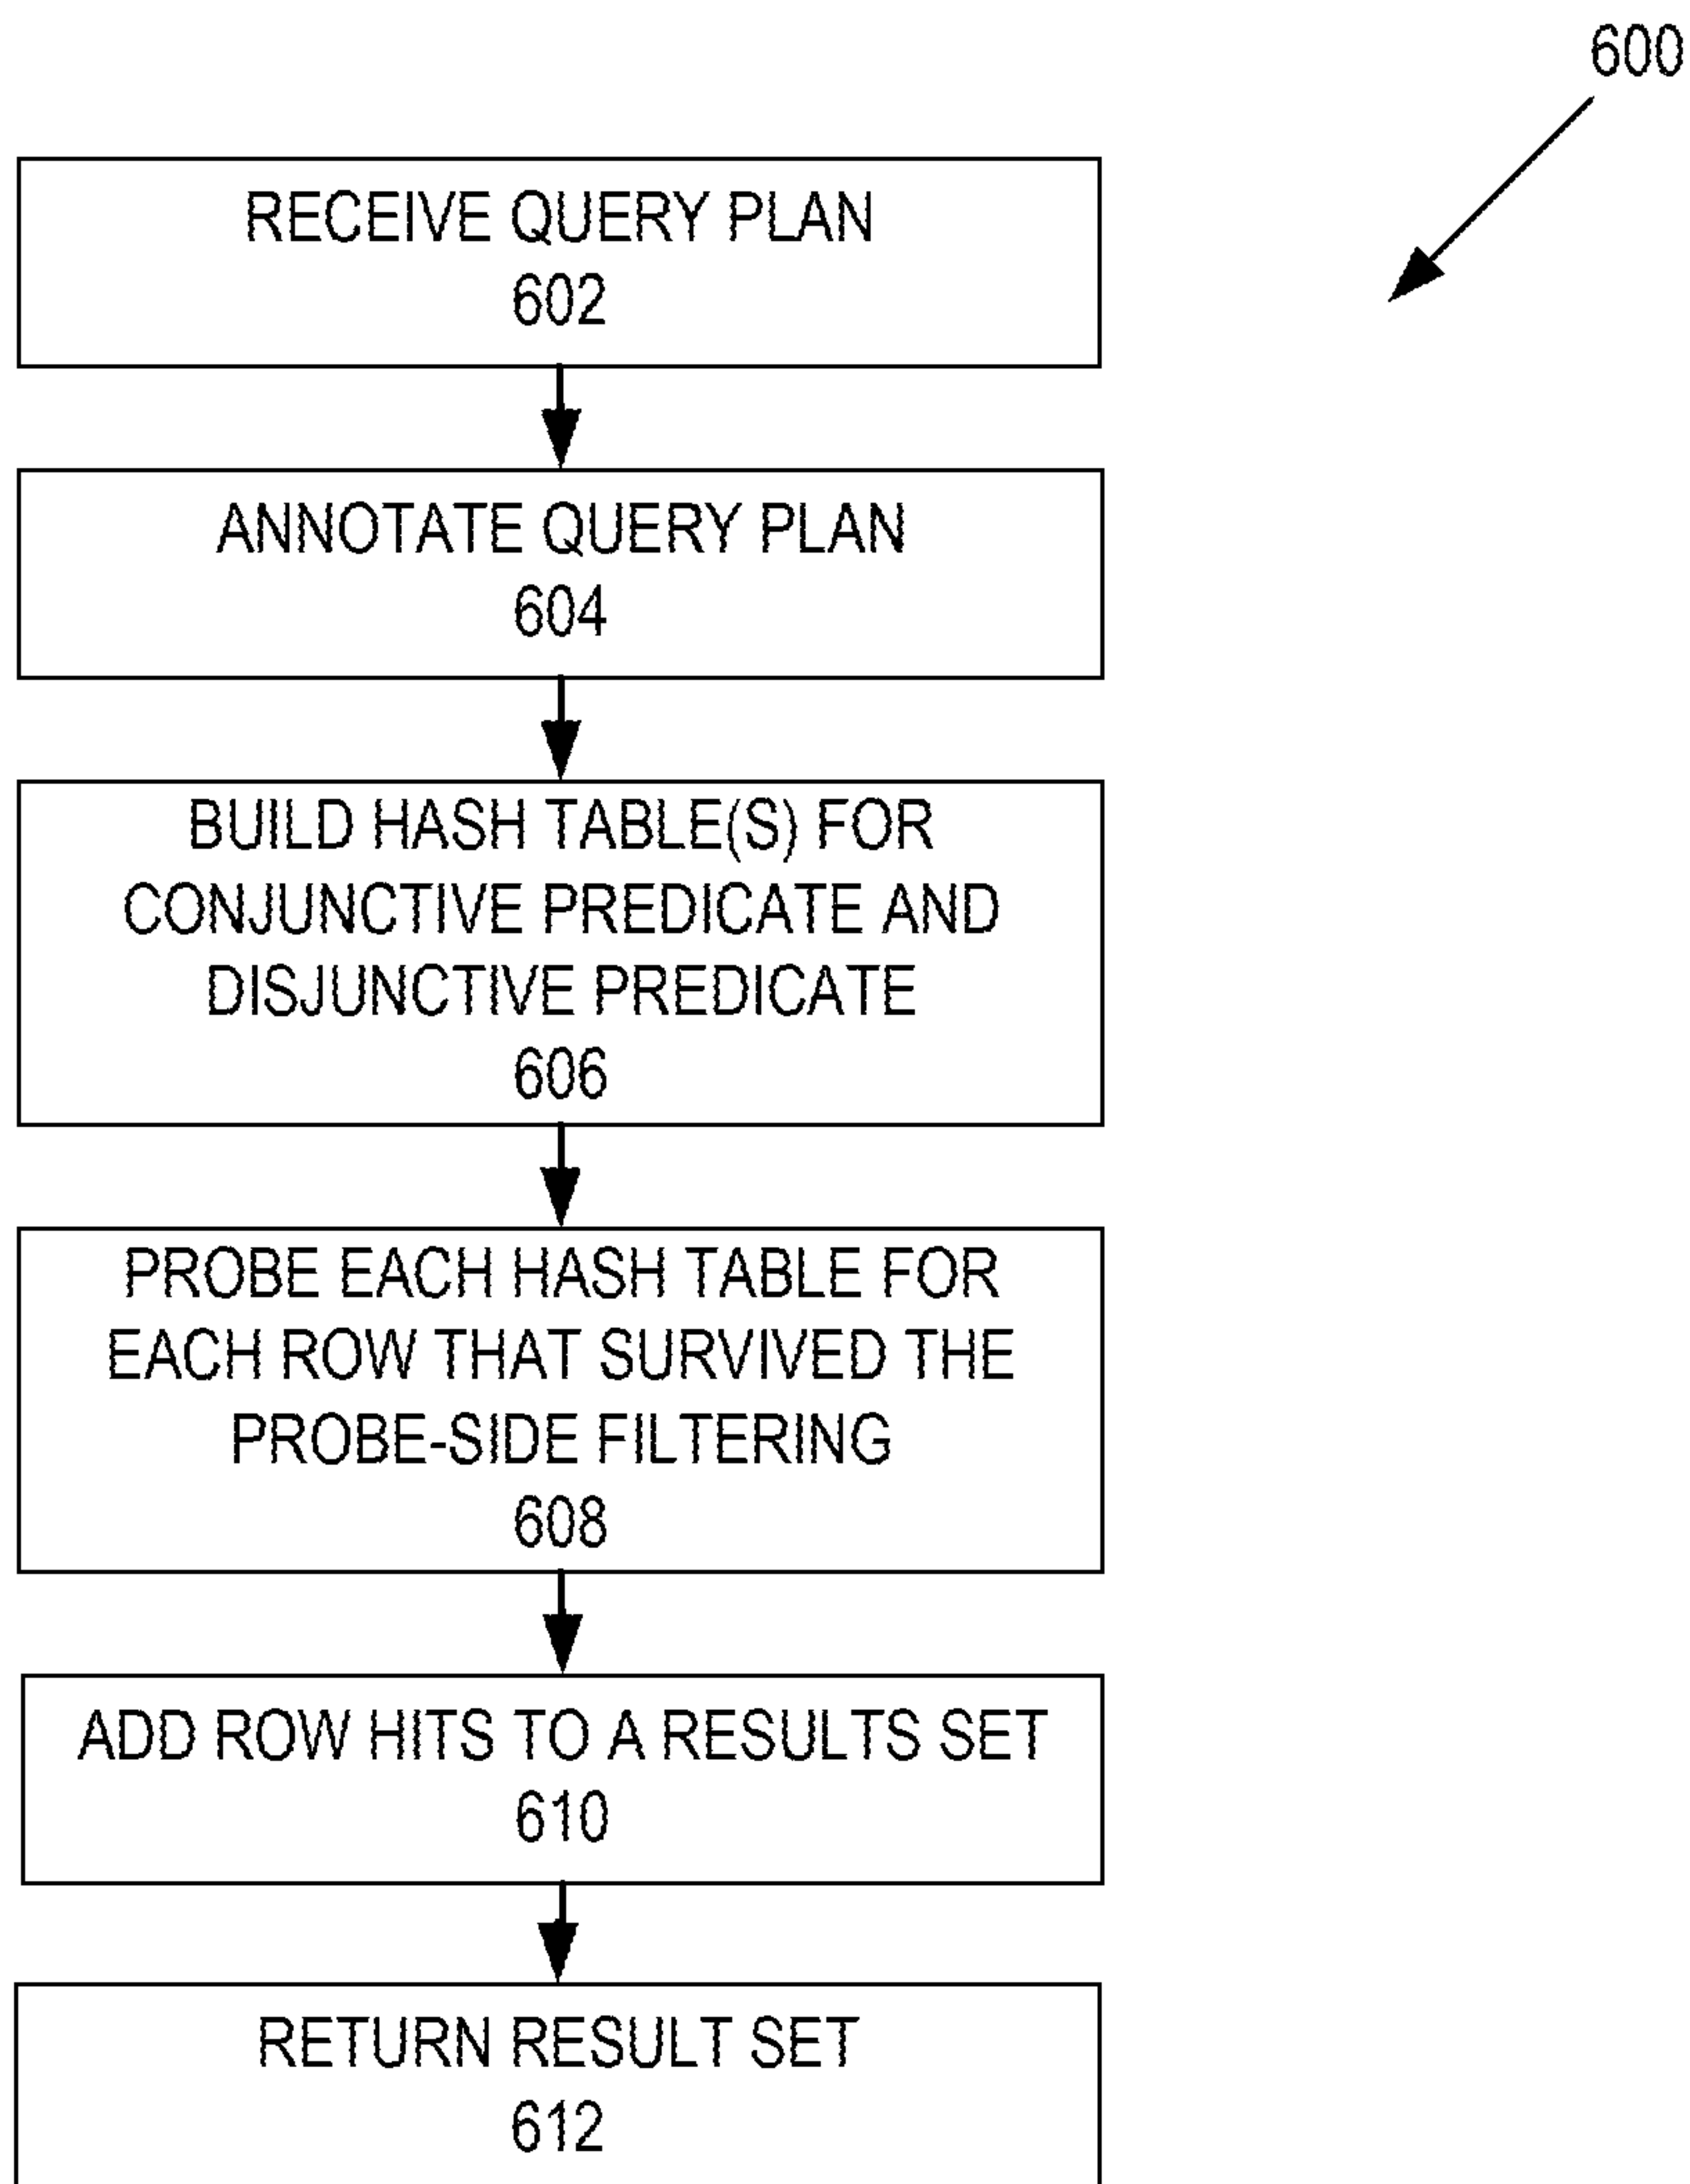 600
RECEIVE QUERY PLAN
602
ANNOTATE QUERY PLAN
604
BUILD HASH TABLE(S) FOR
CONJUNCTIVE PREDICATE AND
DISJUNCTIVE PREDICATE
606
PROBE EACH HASH TABLE FOR
EACH ROW THAT SURVIVED THE
PROBE-SIDE FILTERING
608
ADD ROW HITS TO A RESULTS SET
610
RETURN RESULT SET
612